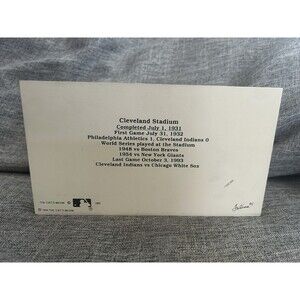 Cleveland Stadium
Completed July 1, 1931
First Game July 31, 1932
Philadelphia Athletics 1, Cleveland Indians 0
World Series played at the Stadium
1948 vs Boston Braves
1954 vs New York Giants
Last Game October 3, 1993
Cleveland Indians vs Chicago White Sox